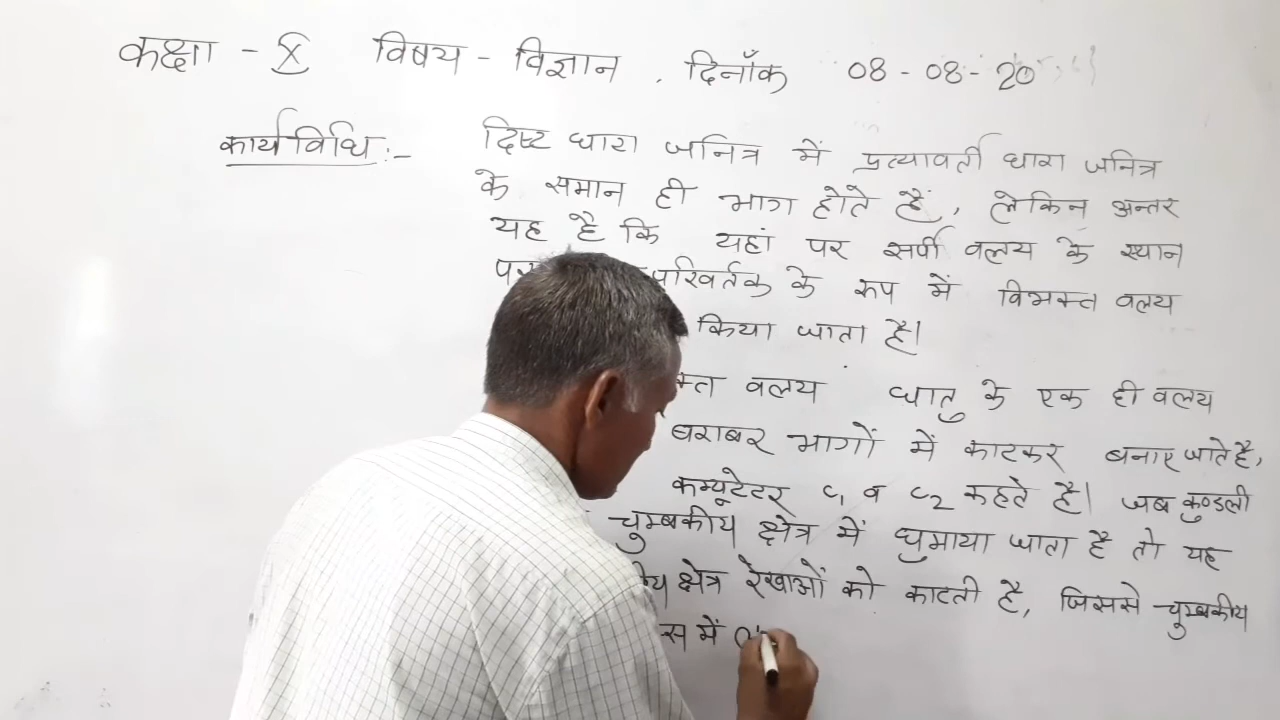 कक्षा - X विषय - विज्ञान . दिनाँक 08 - 08 - 20
कार्यविधि :- दिष्ट धारा जनित्र में प्रत्यावर्ती धारा जनित्र
के समान ही भाग होते हैं, लेकिन अन्तर
यह है कि यहां पर सर्पी वलय के स्थान
पर परिवर्तक के रूप में विभक्त वलय
किया जाता है।
वलय धातु के एक ही वलय
बराबर भागों में काटकर बनाए जाते है,
कम्यूटेटर C₁ व C₂ कहते है। जब कुण्डली
चुम्बकीय क्षेत्र में घुमाया जाता है तो यह
क्षेत्र रेखाओं को काटती है, जिससे चुम्बकीय
में